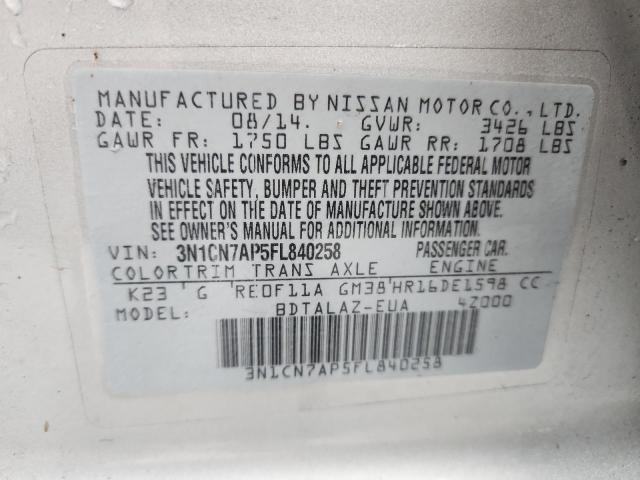 MANUFACTURED BY NISSAN MOTOR CO., LTD.
DATE: 08/14. GVWR: 3426 LBS
GAWR FR: 1750 LBS GAWR RR: 1708 LBS
THIS VEHICLE CONFORMS TO ALL APPLICABLE FEDERAL MOTOR
VEHICLE SAFETY, BUMPER AND THEFT PREVENTION STANDARDS
IN EFFECT ON THE DATE OF MANUFACTURE SHOWN ABOVE.
SEE OWNER'S MANUAL FOR ADDITIONAL INFORMATION.
VIN: 3N1CN7AP5FL840258 PASSENGER CAR.
COLOR TRIM TRANS AXLE ENGINE
K23 G RE0F11A GM38 HR16DE1598 CC
MODEL: BDTALAZ-EUA 4Z000
3N1CN7AP5FL840258